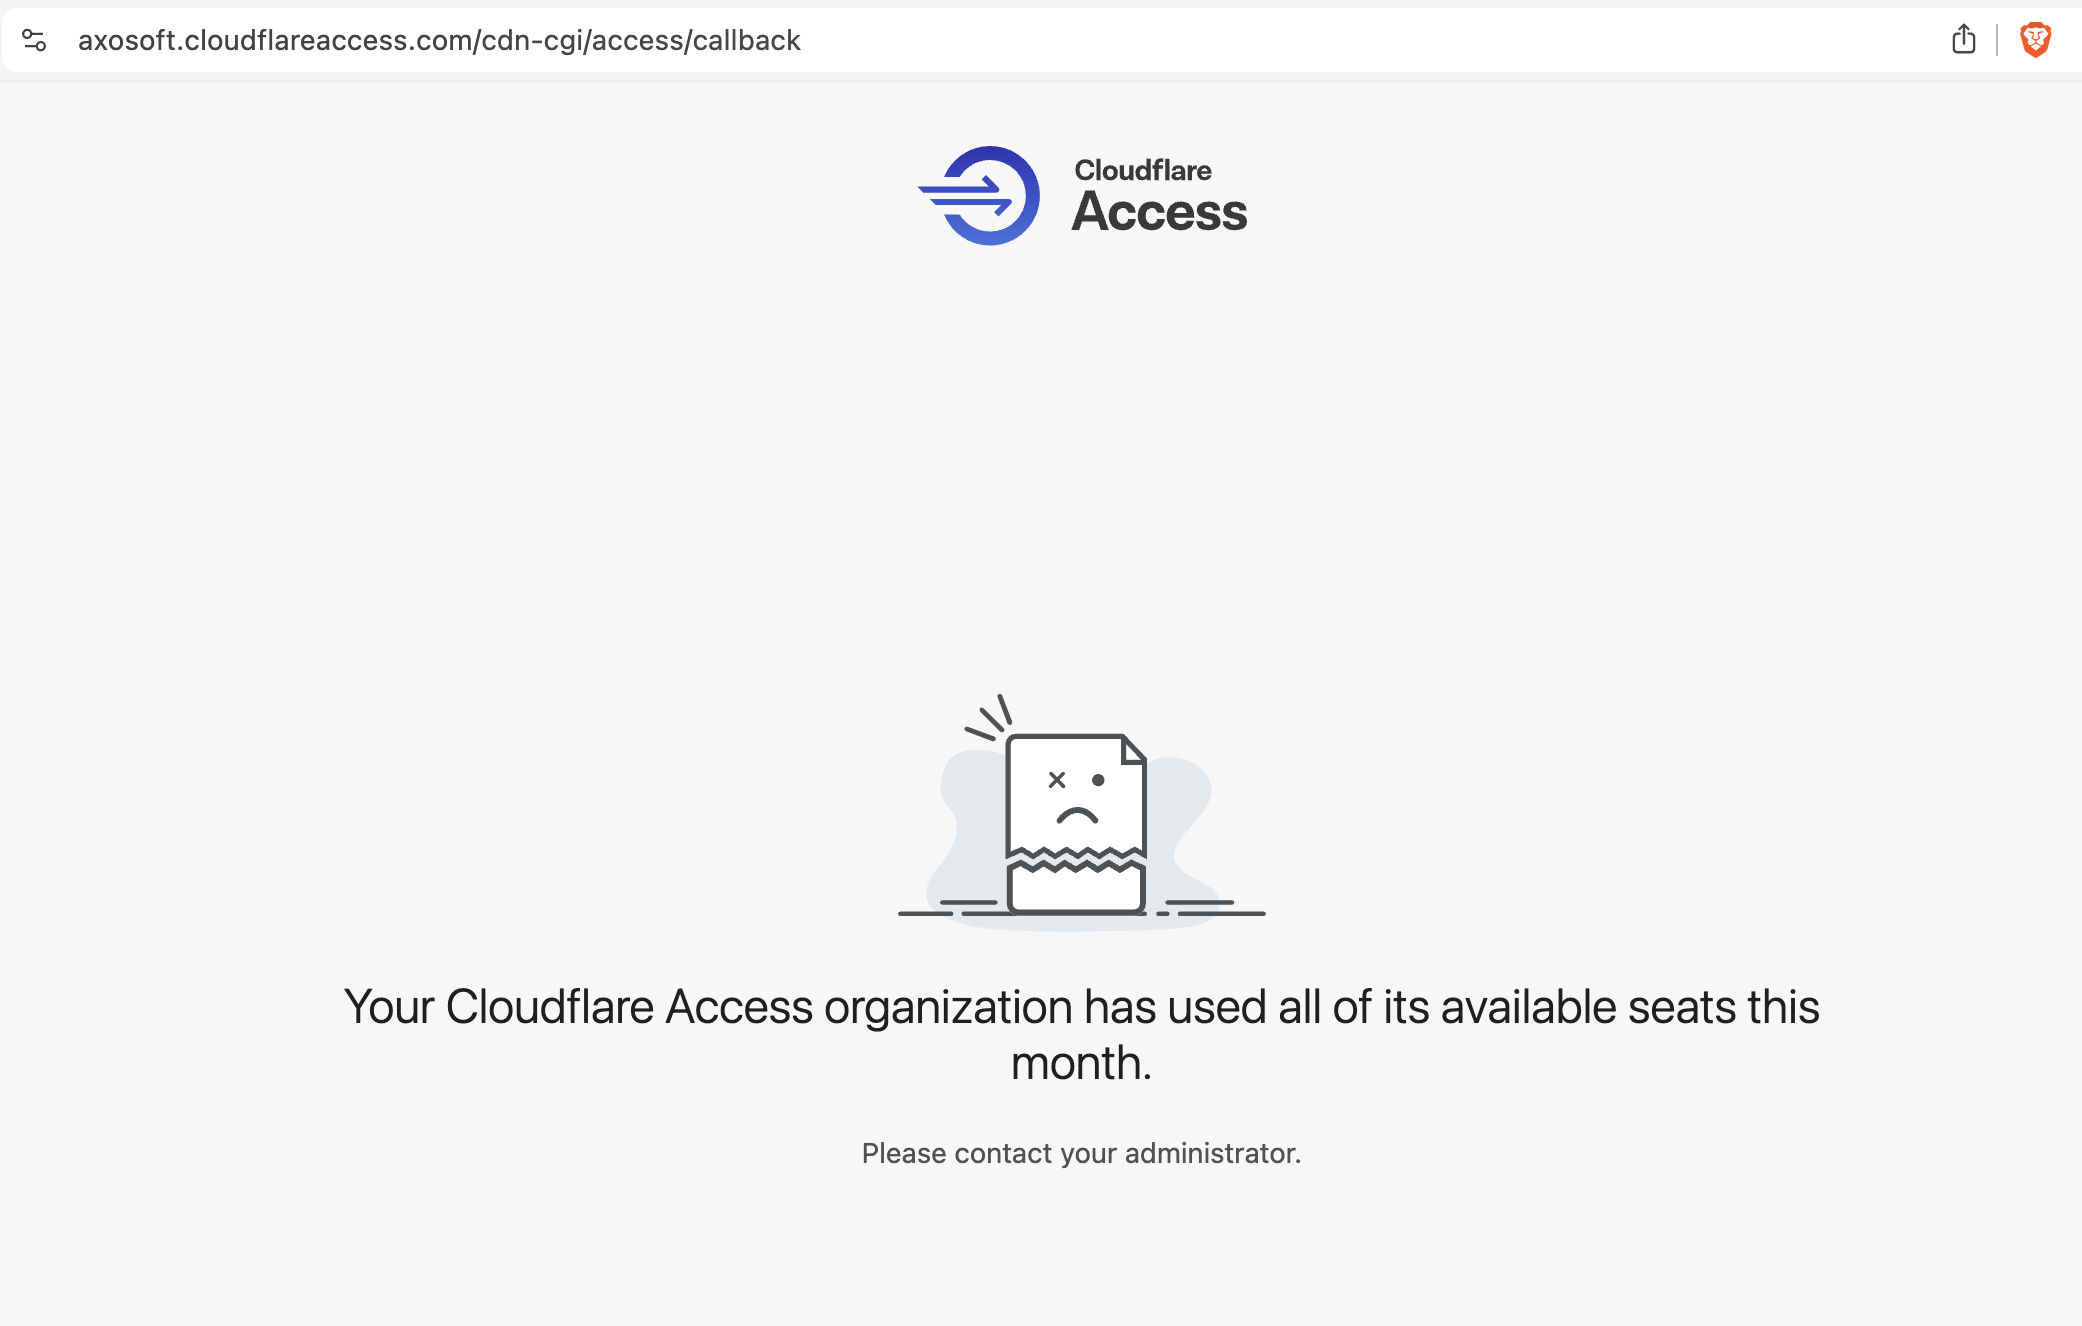 axosoft.cloudflareaccess.com/cdn-cgi/access/callback
Cloudflare
Access
Your Cloudflare Access organization has used all of its available seats this
month.
Please contact your administrator.